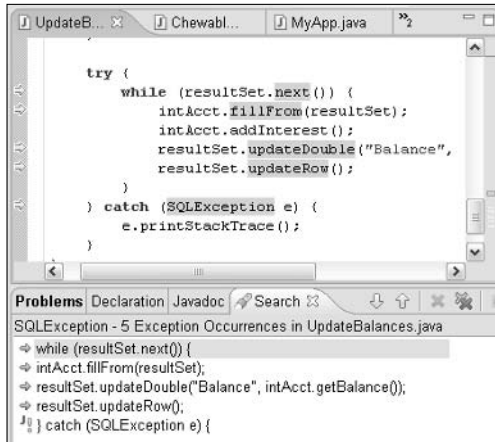 UpdateB... Chewabl... MyApp.java »2
try {
while (resultSet.next()) {
intAcct.fillFrom(resultSet);
intAcct.addInterest();
resultSet.updateDouble("Balance",
resultSet.updateRow();
}
} catch (SQLException e) {
e.printStackTrace();
}
Problems Declaration Javadoc Search
SQLException - 5 Exception Occurrences in UpdateBalances.java
while (resultSet.next()) {
intAcct.fillFrom(resultSet);
resultSet.updateDouble("Balance", intAcct.getBalance());
resultSet.updateRow();
} catch (SQLException e) {